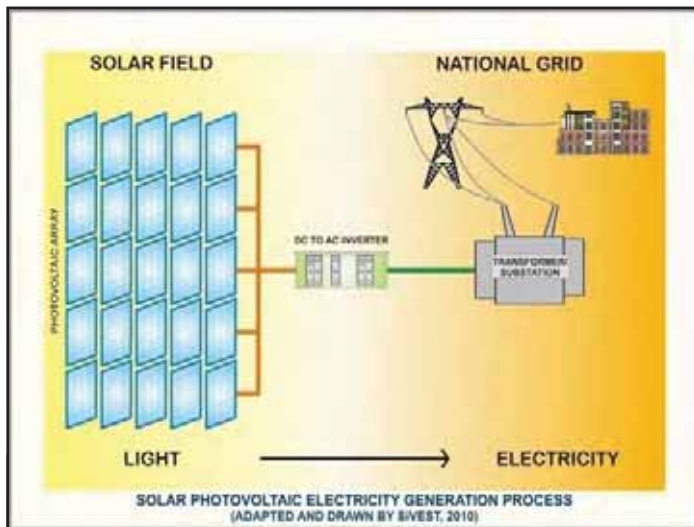 SOLAR FIELD
NATIONAL GRID
PHOTOVOLTAIC ARRAY
DC TO AC INVERTER
TRANSFORMER/
SUBSTATION
LIGHT
ELECTRICITY
SOLAR PHOTOVOLTAIC ELECTRICITY GENERATION PROCESS
(ADAPTED AND DRAWN BY SiVEST, 2010)